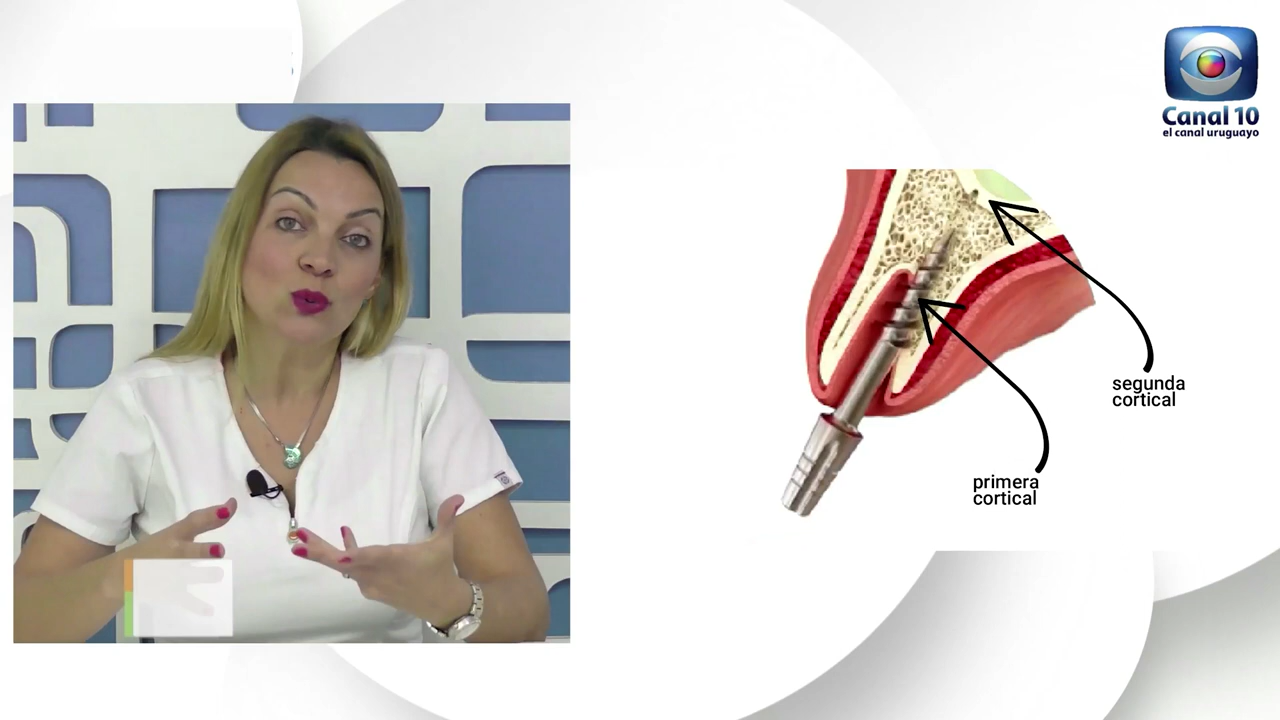 Canal 10
el canal uruguayo
segunda
cortical
primera
cortical